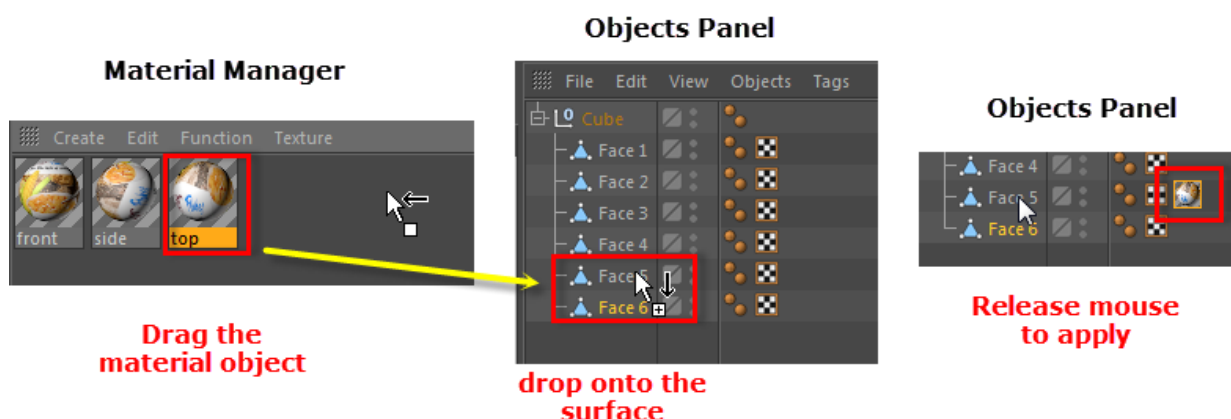 Material Manager
Create Edit Function Texture
front side top
Drag the
material object
Objects Panel
File Edit View Objects Tags
Cube
Face 1
Face 2
Face 3
Face 4
Face 5
Face 6
drop onto the
surface
Objects Panel
Face 4
Face 5
Face 6
Release mouse
to apply